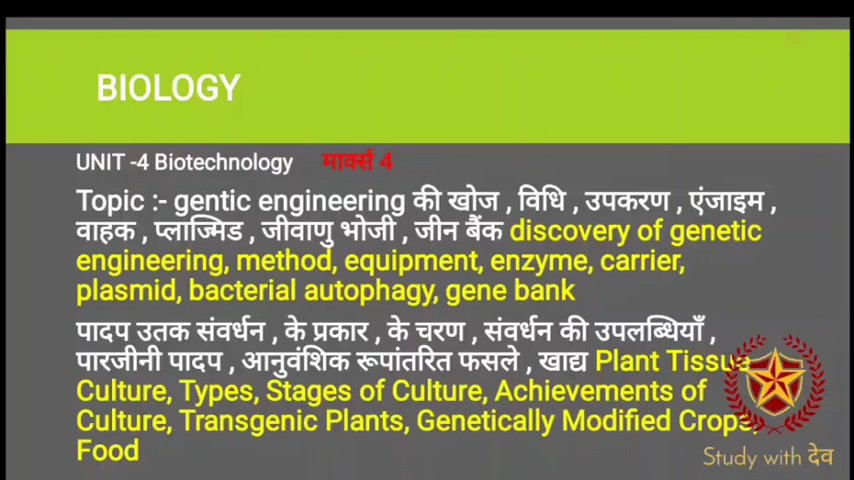 BIOLOGY
UNIT -4 Biotechnology मार्क्स 4
Topic :- gentic engineering की खोज , विधि , उपकरण , एंजाइम ,
वाहक , प्लाज्मिड , जीवाणु भोजी , जीन बैंक discovery of genetic
engineering, method, equipment, enzyme, carrier,
plasmid, bacterial autophagy, gene bank
पादप उतक संवर्धन , के प्रकार , के चरण , संवर्धन की उपलब्धियाँ ,
पारजीनी पादप , आनुवंशिक रूपांतरित फसले , खाद्य Plant Tissue
Culture, Types, Stages of Culture, Achievements of
Culture, Transgenic Plants, Genetically Modified Crops,
Food
Study with देव